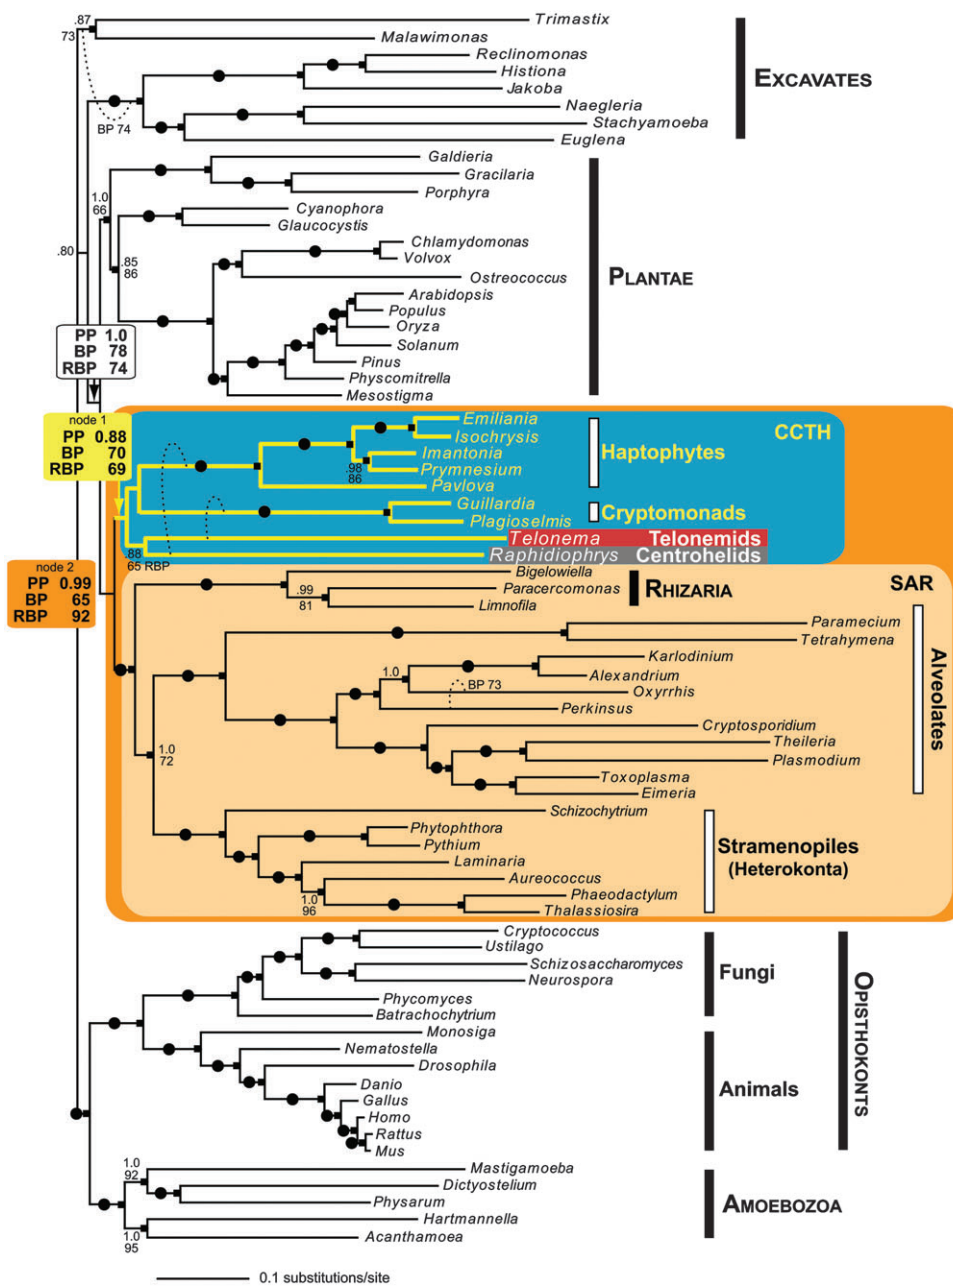 .87
Trimastix
73
Malawimonas
Reclinomonas
Histiona
Jakoba
EXCAVATES
Naegleria
BP 74
Stachyamoeba
Euglena
Galdieria
Gracilaria
Porphyra
1.0
66
Cyanophora
Glaucocystis
.80
.85
86
Chlamydomonas
Volvox
Ostreococcus
PLANTAE
Arabidopsis
Populus
Oryza
Solanum
Pinus
Physcomitrella
Mesostigma
PP 1.0
BP 78
RBP 74
node 1
PP 0.88
BP 70
RBP 69
Emiliania
CCTH
Isochrysis
Imantonia
Haptophytes
.98
86
Prymnesium
Pavlova
Guillardia
Cryptomonads
Plagioselmis
Telonema Telonemids
.88
65 RBP
Raphidiophrys Centrohelids
node 2
PP 0.99
BP 65
RBP 92
Bigelowiella
SAR
.99
81
Paracercomonas
RHIZARIA
Limnofila
Paramecium
Tetrahymena
Karlodinium
1.0
BP 73
Alexandrium
Oxyrrhis
Perkinsus
Alveolates
Cryptosporidium
1.0
72
Theileria
Plasmodium
Toxoplasma
Eimeria
Schizochytrium
Phytophthora
Pythium
Stramenopiles
(Heterokonta)
Laminaria
Aureococcus
1.0
96
Phaeodactylum
Thalassiosira
Cryptococcus
Ustilago
Schizosaccharomyces
Fungi
Neurospora
Phycomyces
Batrachochytrium
OPISTHOKONTS
Monosiga
Nematostella
Drosophila
Danio
Animals
Gallus
Homo
Rattus
Mus
1.0
92
Mastigamoeba
Dictyostelium
Physarum
AMOEBOZOA
Hartmannella
1.0
95
Acanthamoea
0.1 substitutions/site